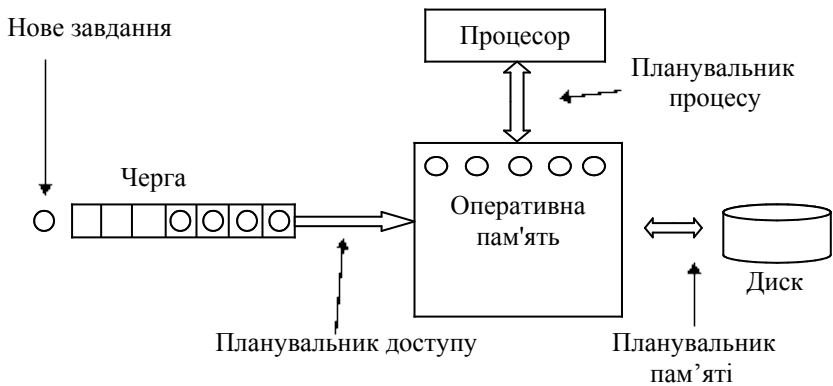 Нове завдання
Процесор
Планувальник
процесу
Черга
Оперативна
пам'ять
Диск
Планувальник доступу
Планувальник
пам’яті